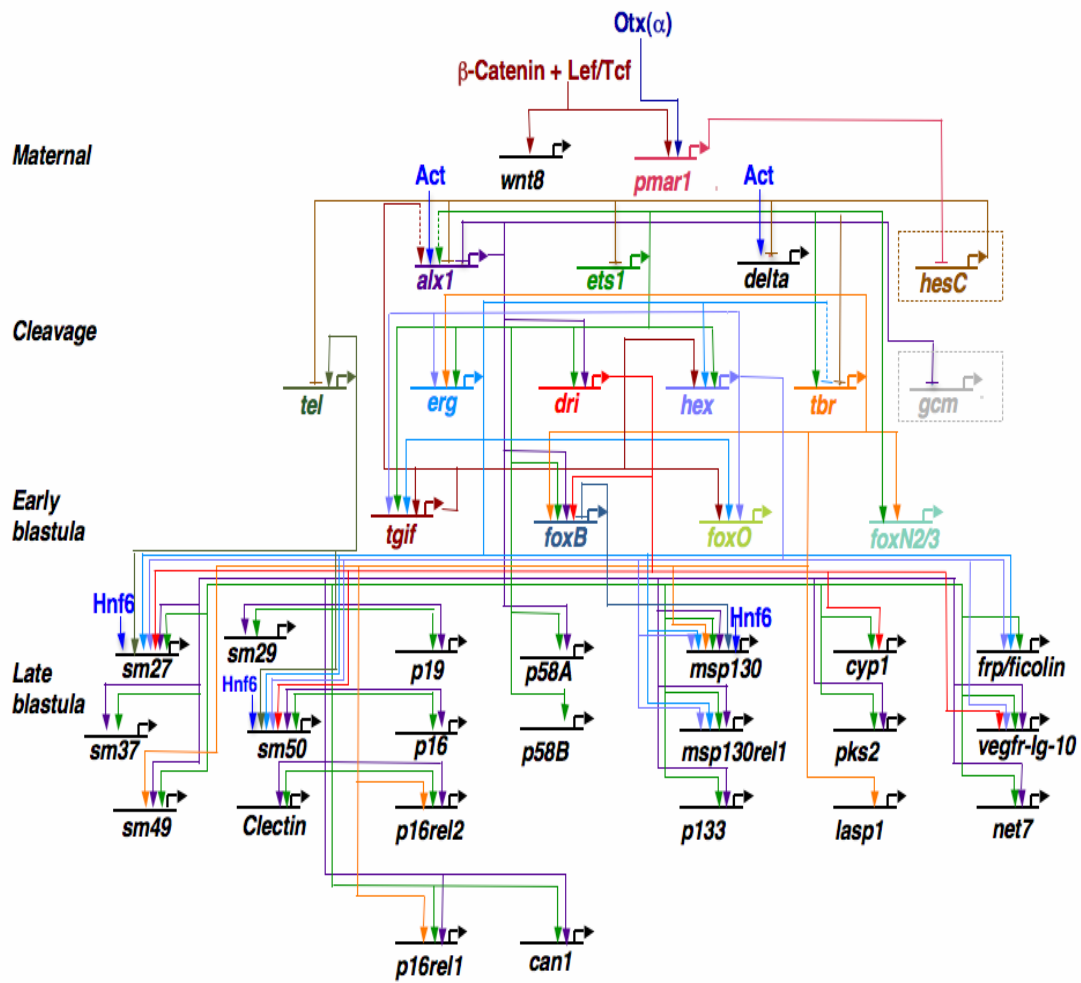 Otx(α)
β-Catenin + Lef/Tcf
Maternal
wnt8
pmar1
Act
Act
alx1
ets1
delta
hesC
Cleavage
tel
erg
dri
hex
tbr
gcm
Early
blastula
tgif
foxB
foxO
foxN2/3
Hnf6
Hnf6
sm27
sm29
p19
p58A
msp130
cyp1
frp/ficolin
Late
blastula
Hnf6
sm37
sm50
p16
p58B
msp130rel1
pks2
vegfr-Ig-10
sm49
Clectin
p16rel2
p133
lasp1
net7
p16rel1
can1